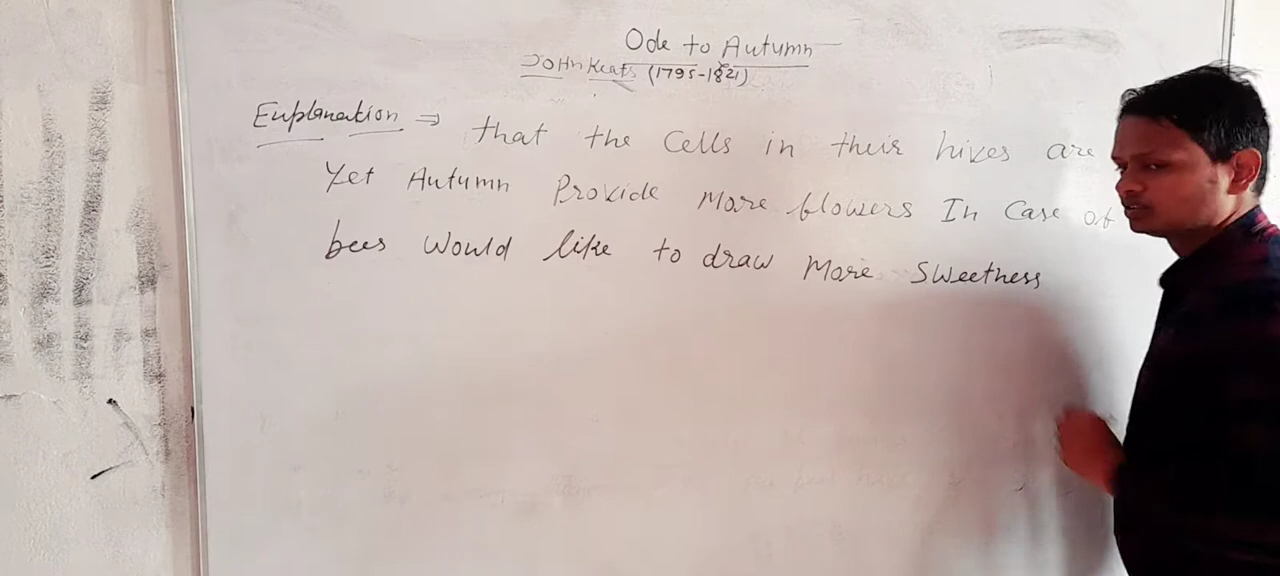 Ode to Autumn
JOHN Keats (1795-1821)
Explanation ⇒ that the Cells in their hives are
Yet Autumn Provide More flowers In Case of
bees Would like to draw More Sweetness